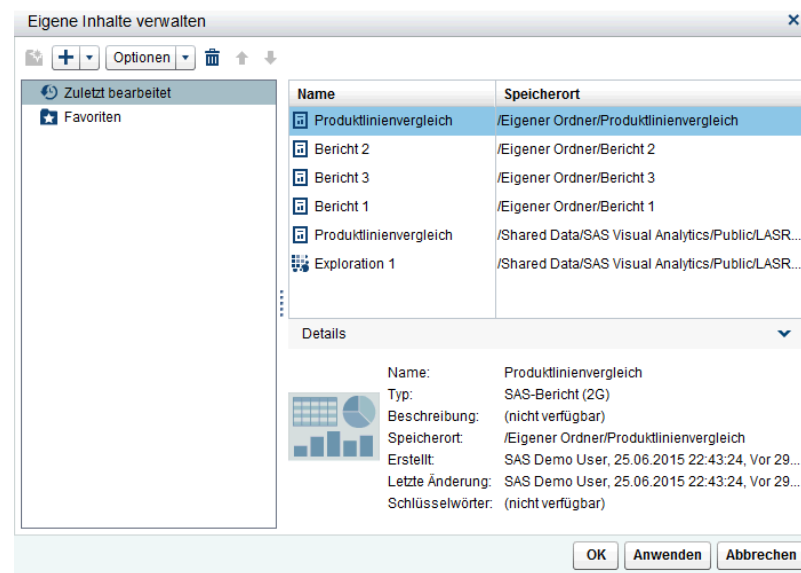 Eigene Inhalte verwalten
Optionen
Zuletzt bearbeitet
Favoriten
Name Speicherort
Produktlinienvergleich /Eigener Ordner/Produktlinienvergleich
Bericht 2 /Eigener Ordner/Bericht 2
Bericht 3 /Eigener Ordner/Bericht 3
Bericht 1 /Eigener Ordner/Bericht 1
Produktlinienvergleich /Shared Data/SAS Visual Analytics/Public/LASR...
Exploration 1 /Shared Data/SAS Visual Analytics/Public/LASR...
Details
Name: Produktlinienvergleich
Typ: SAS-Bericht (2G)
Beschreibung: (nicht verfügbar)
Speicherort: /Eigener Ordner/Produktlinienvergleich
Erstellt: SAS Demo User, 25.06.2015 22:43:24, Vor 29...
Letzte Änderung: SAS Demo User, 25.06.2015 22:43:24, Vor 29...
Schlüsselwörter: (nicht verfügbar)
OK Anwenden Abbrechen